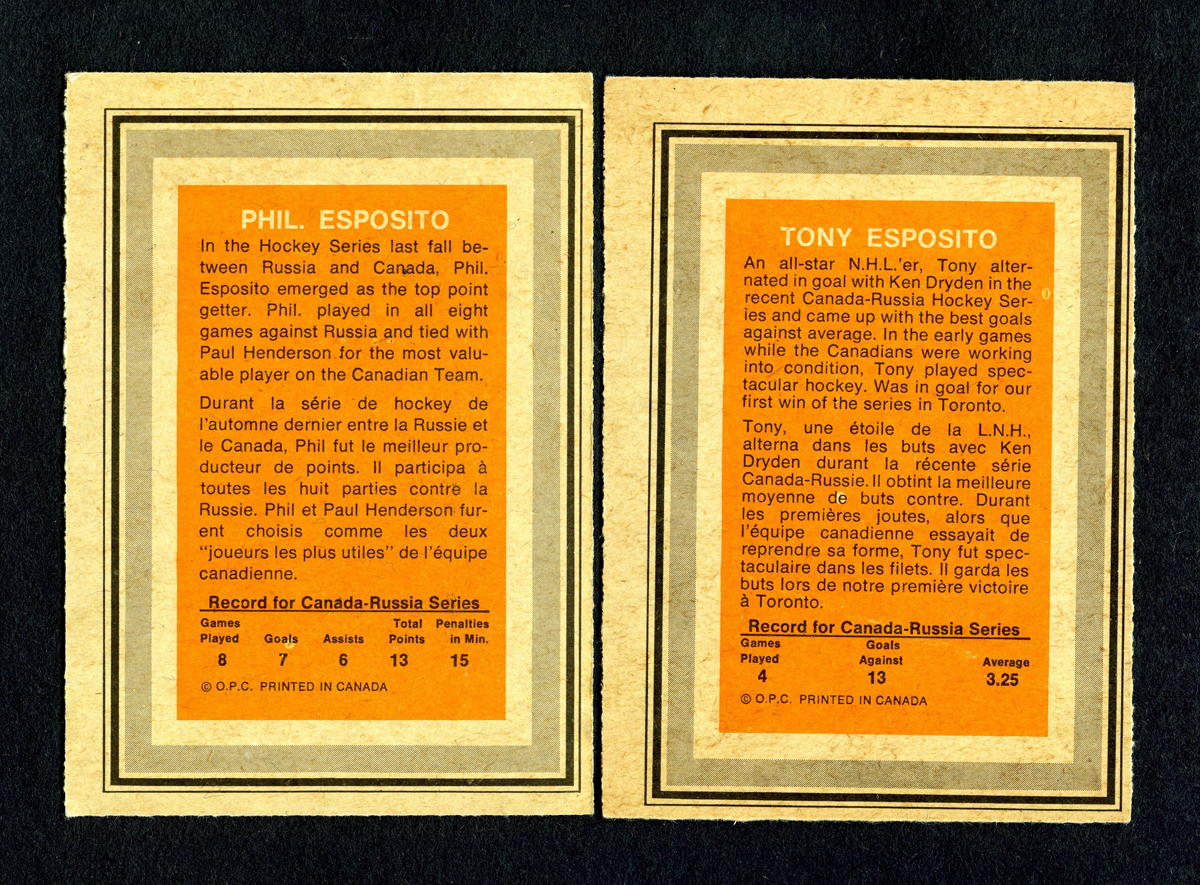 PHIL. ESPOSITO
In the Hockey Series last fall be-
tween Russia and Canada, Phil.
Esposito emerged as the top point
getter. Phil. played in all eight
games against Russia and tied with
Paul Henderson for the most valu-
able player on the Canadian Team.
Durant la série de hockey de
l'automne dernier entre la Russie et
le Canada, Phil fut le meilleur pro-
ducteur de points. Il participa à
toutes les huit parties contre la
Russie. Phil et Paul Henderson fur-
ent choisis comme les deux
"joueurs les plus utiles" de l'équipe
canadienne.
Record for Canada-Russia Series
Games Total Penalties
Played Goals Assists Points in Min.
8 7 6 13 15
© O.P.C. PRINTED IN CANADA
TONY ESPOSITO
An all-star N.H.L.'er, Tony alter-
nated in goal with Ken Dryden in the
recent Canada-Russia Hockey Ser-
ies and came up with the best goals
against average. In the early games
while the Canadians were working
into condition, Tony played spec-
tacular hockey. Was in goal for our
first win of the series in Toronto.
Tony, une étoile de la L.N.H.,
alterna dans les buts avec Ken
Dryden durant la récente série
Canada-Russie. Il obtint la meilleure
moyenne de buts contre. Durant
les premières joutes, alors que
l'équipe canadienne essayait de
reprendre sa forme, Tony fut spec-
taculaire dans les filets. Il garda les
buts lors de notre première victoire
à Toronto.
Record for Canada-Russia Series
Games Goals
Played Against Average
4 13 3.25
© O.P.C. PRINTED IN CANADA